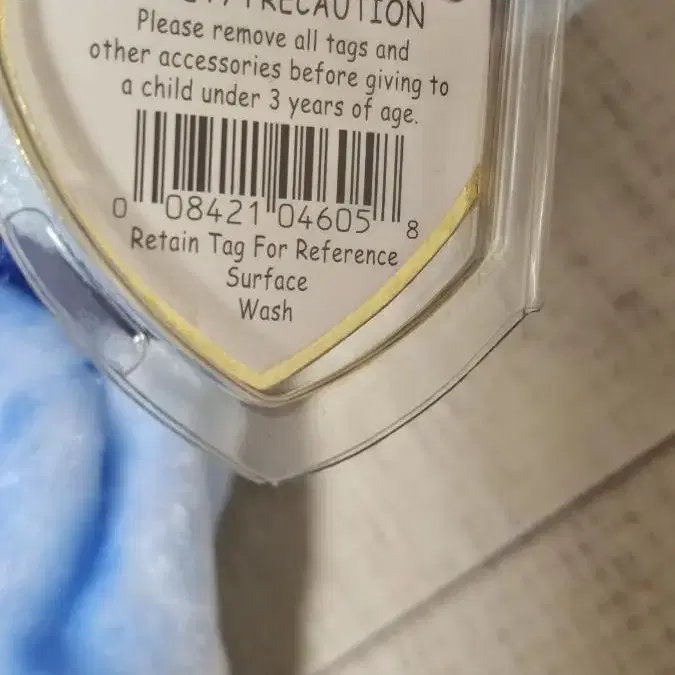 PRECAUTION
Please remove all tags and
other accessories before giving to
a child under 3 years of age.
0 08421 04605 8
Retain Tag For Reference
Surface
Wash